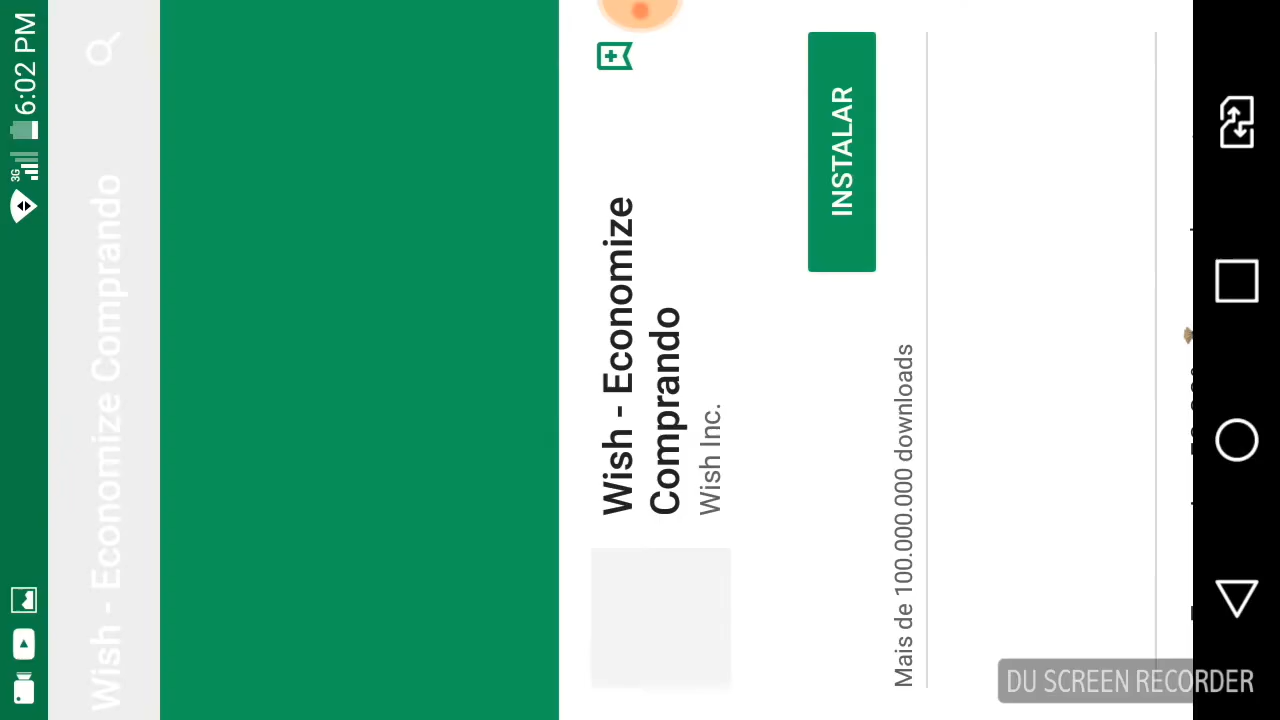 3G 6:02 PM
Wish - Economize Comprando
Wish - Economize
Comprando
Wish Inc.
INSTALAR
Mais de 100.000.000 downloads
DU SCREEN RECORDER